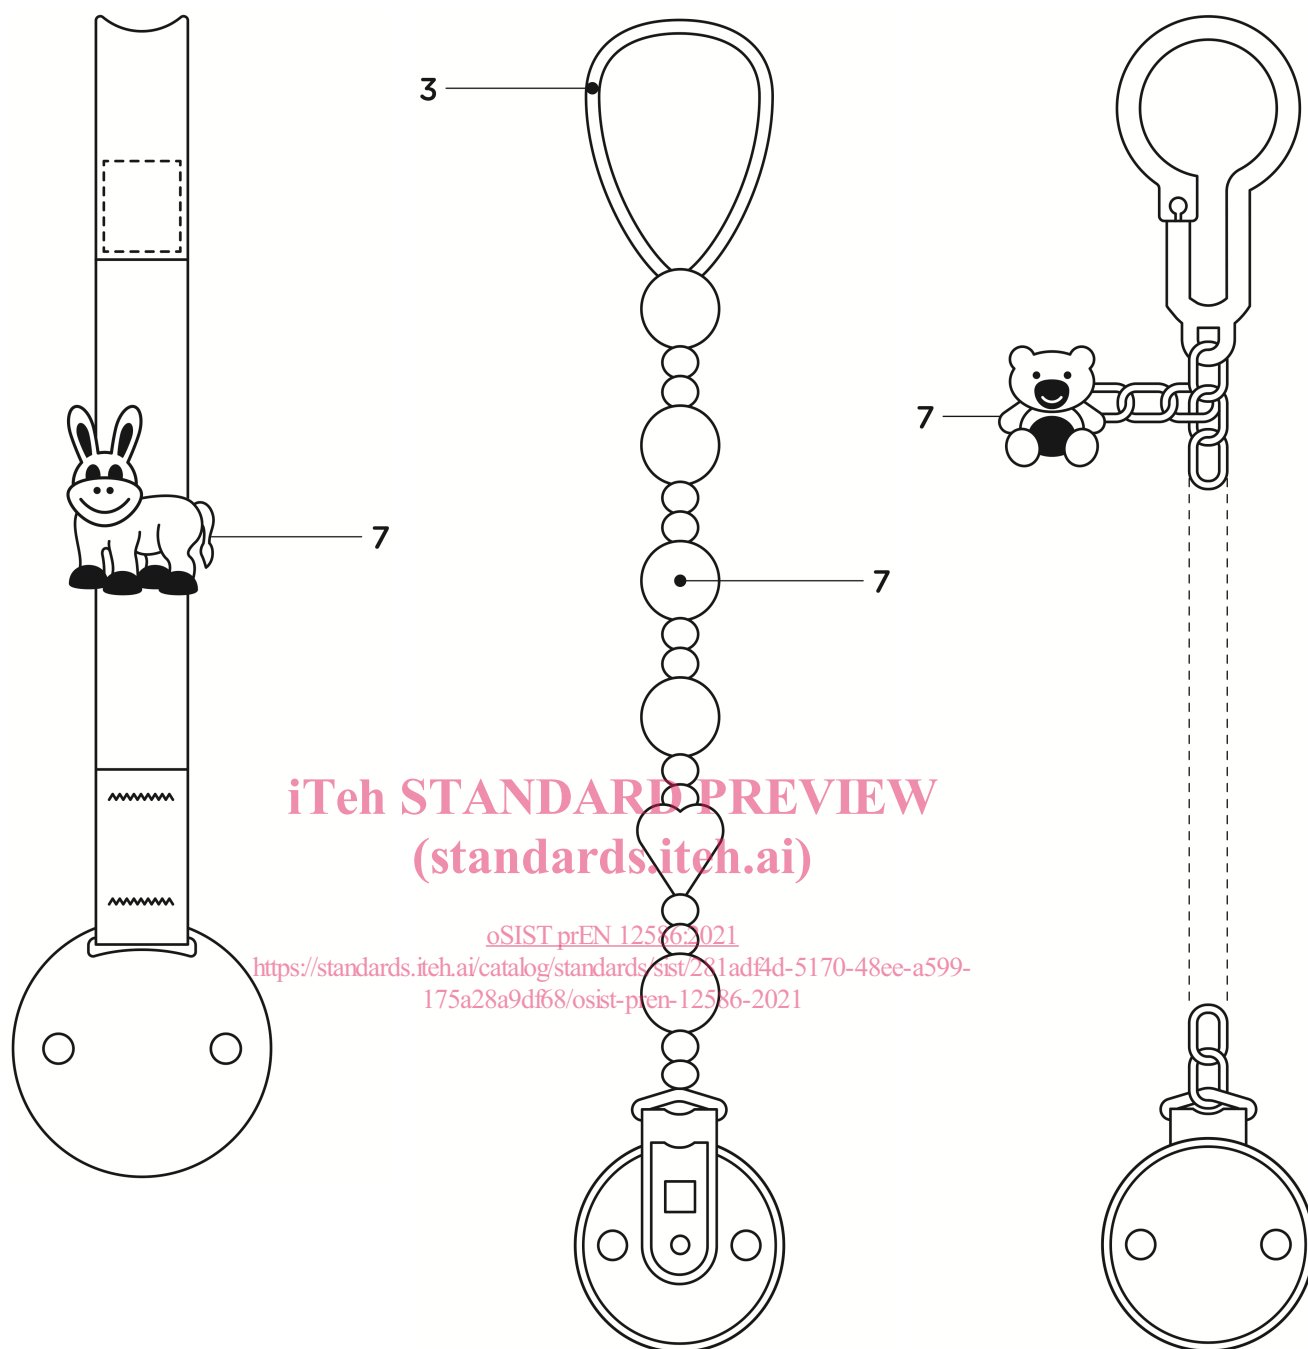 3
7
7
7
iTeh STANDARD PREVIEW
(standards.iteh.ai)
oSIST prEN 12586:2021
https://standards.iteh.ai/catalog/standards/sist/281adf4d-5170-48ee-a599-
175a28a9df68/osist-pren-12586-2021